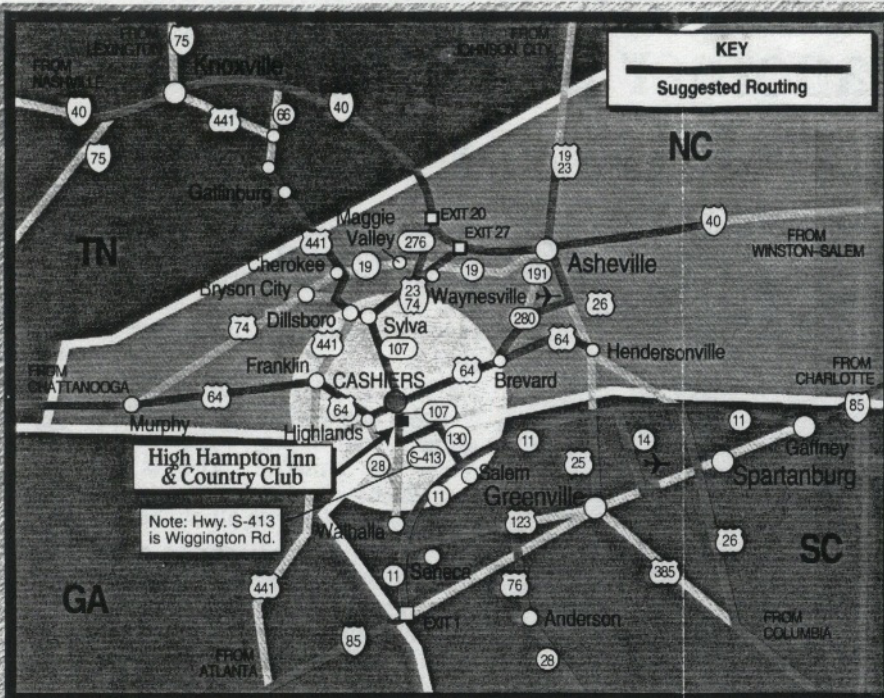 FROM
LEXINGTON
75
FROM
JOHNSON CITY
KEY
Suggested Routing
FROM
NASHVILLE
Knoxville
40
441
66
40
75
19
23
NC
Gatlinburg
EXIT 20
EXIT 27
40
FROM
WINSTON-SALEM
TN
441
Maggie
Valley
276
Cherokee
19
19
Asheville
191
Bryson City
23
74
Waynesville
26
280
74
Dillsboro
Sylva
441
107
64
64
Hendersonville
FROM
CHATTANOOGA
Franklin
CASHIERS
Brevard
FROM
CHARLOTTE
64
64
107
85
Murphy
Highlands
130
11
14
11
Gaffney
High Hampton Inn
& Country Club
28
S-413
Salem
25
Spartanburg
11
Greenville
Note: Hwy. S-413
is Wiggington Rd.
Walhalla
123
26
SC
11
Seneca
76
385
GA
441
EXIT 1
Anderson
FROM
COLUMBIA
85
FROM
ATLANTA
28